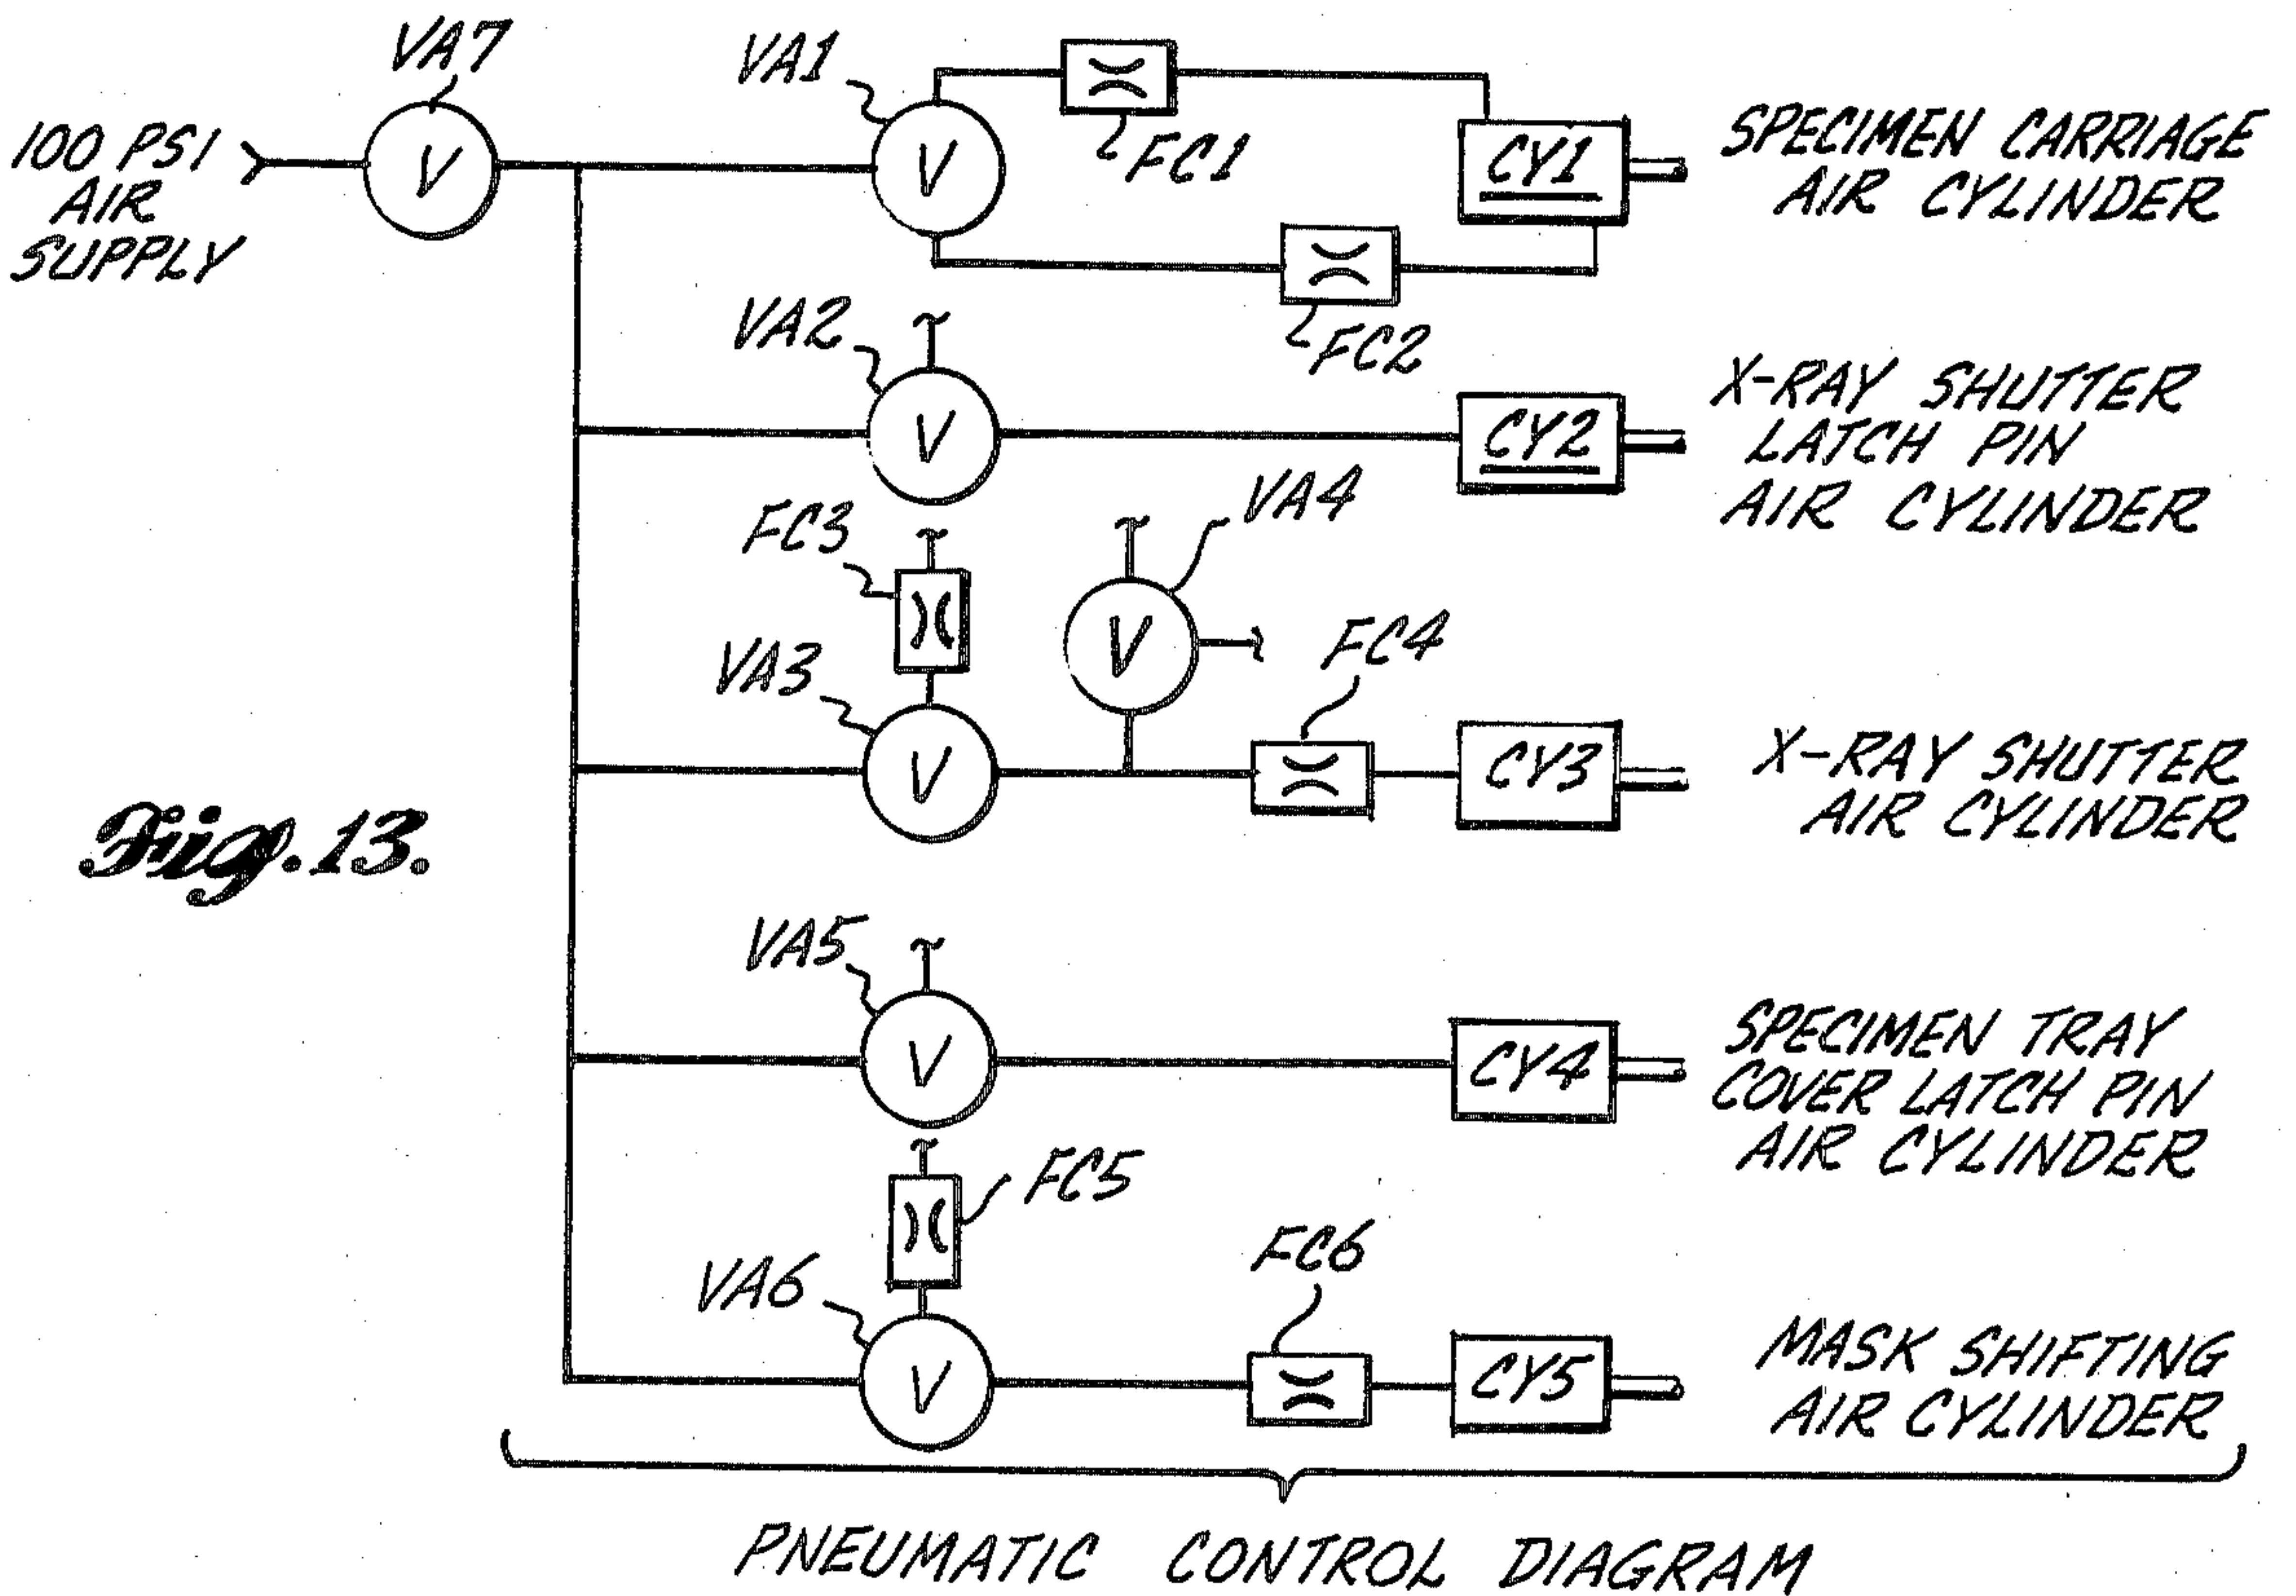 VA7
100 PSI
AIR
SUPPLY
V
VA1
V
FC1
FC2
CY1
SPECIMEN CARRIAGE
AIR CYLINDER
VA2
V
CY2
X-RAY SHUTTER
LATCH PIN
AIR CYLINDER
FC3
VA4
V
FC4
VA3
V
CY3
X-RAY SHUTTER
AIR CYLINDER
Fig. 13.
VA5
V
CY4
SPECIMEN TRAY
COVER LATCH PIN
AIR CYLINDER
FC5
VA6
V
FC6
CY5
MASK SHIFTING
AIR CYLINDER
PNEUMATIC CONTROL DIAGRAM